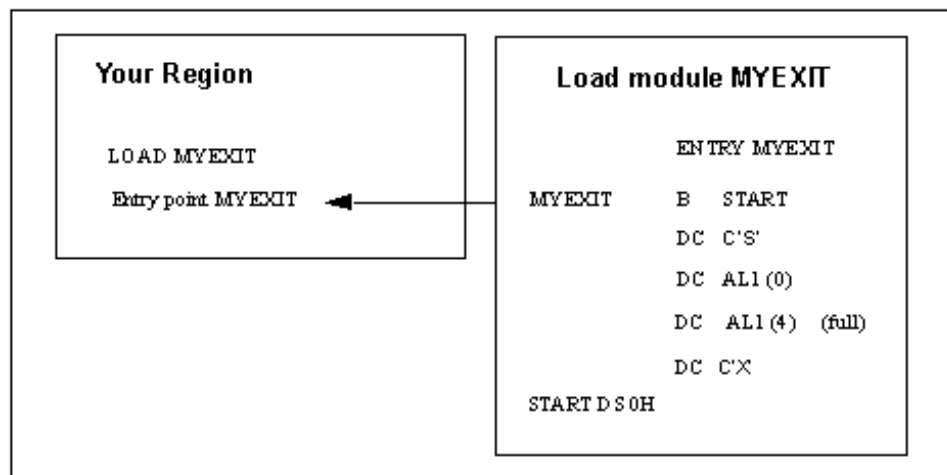 Your Region
LOAD MYEXIT
Entry point MYEXIT
Load module MYEXIT
ENTRY MYEXIT
MYEXIT B START
DC C'S'
DC AL1 (0)
DC AL1 (4) (full)
DC C'X'
START DS 0H